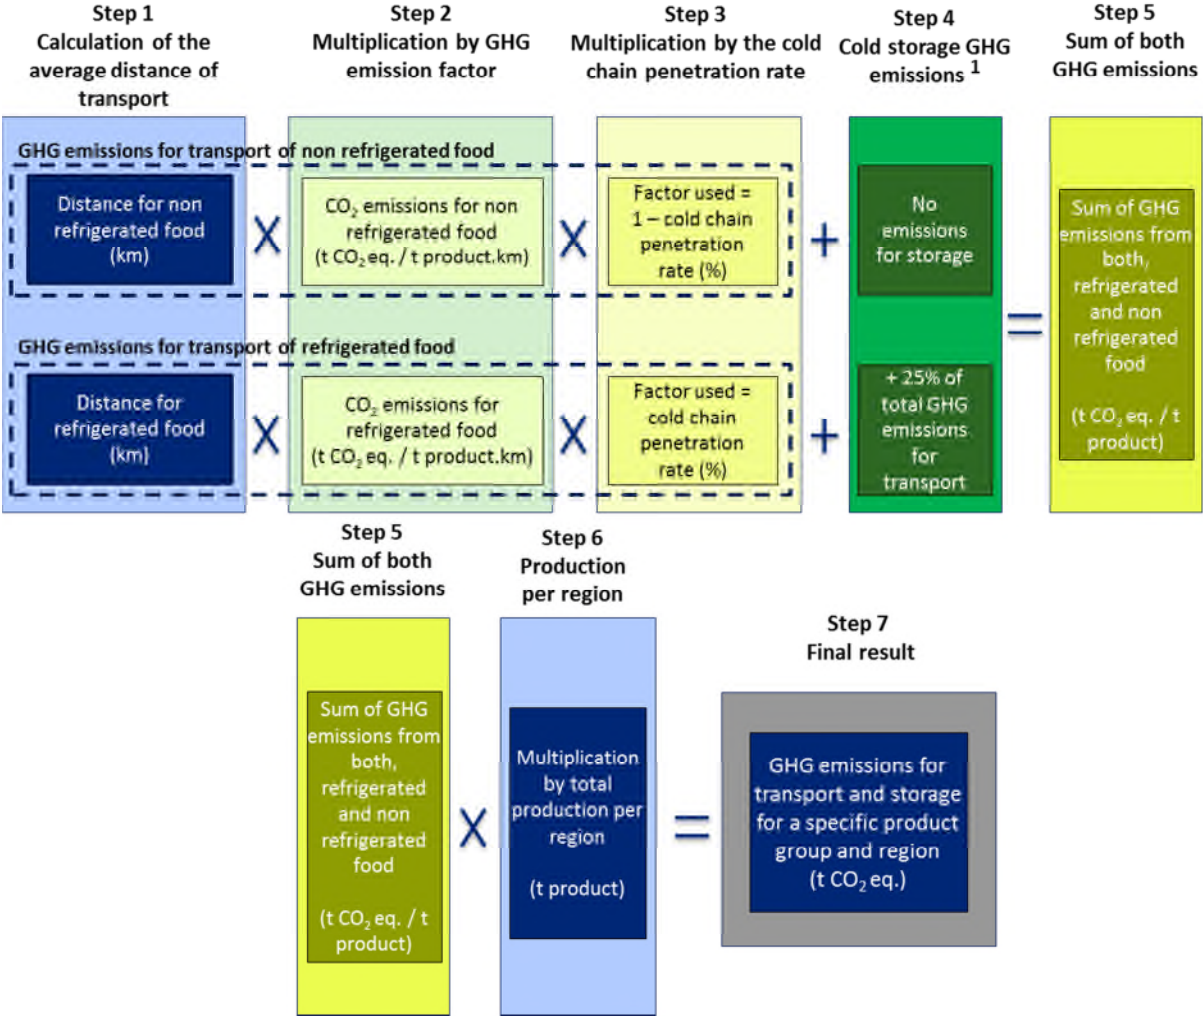 Step 1
Calculation of the
average distance of
transport
Step 2
Multiplication by GHG
emission factor
Step 3
Multiplication by the cold
chain penetration rate
Step 4
Cold storage GHG
emissions 1
Step 5
Sum of both
GHG emissions
GHG emissions for transport of non refrigerated food
Distance for non
refrigerated food
(km)
X
CO2 emissions for non
refrigerated food
(t CO2 eq. / t product.km)
X
Factor used =
1 – cold chain
penetration
rate (%)
+
No
emissions
for storage
GHG emissions for transport of refrigerated food
Distance for
refrigerated food
(km)
X
CO2 emissions for
refrigerated food
(t CO2 eq. / t product.km)
X
Factor used =
cold chain
penetration
rate (%)
+
+ 25% of
total GHG
emissions
for
transport
=
Sum of GHG
emissions from
both,
refrigerated
and non
refrigerated
food
(t CO2 eq. / t
product)
Step 5
Sum of both
GHG emissions
Step 6
Production
per region
Step 7
Final result
Sum of GHG
emissions from
both,
refrigerated
and non
refrigerated
food
(t CO2 eq. / t
product)
X
Multiplication
by total
production per
region
(t product)
=
GHG emissions for
transport and storage
for a specific product
group and region
(t CO2 eq.)